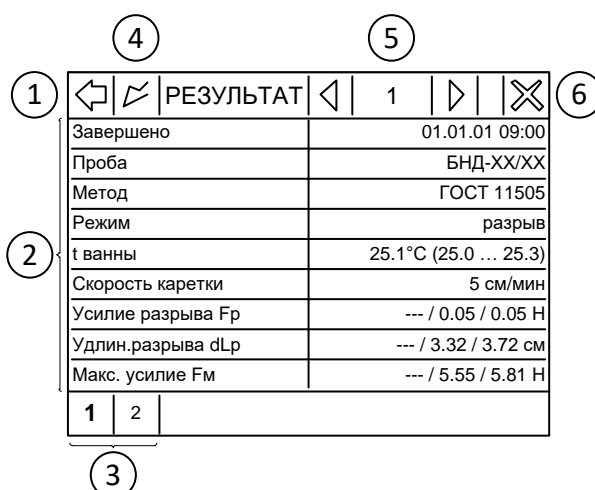 4 5
1 РЕЗУЛЬТАТ 1 6
Завершено 01.01.01 09:00
Проба БНД-XX/XX
Метод ГОСТ 11505
Режим разрыв
2 t ванны 25.1°C (25.0 … 25.3)
Скорость каретки 5 см/мин
Усилие разрыва Fр --- / 0.05 / 0.05 Н
Удлин.разрыва dLр --- / 3.32 / 3.72 см
Макс. усилие Fм --- / 5.55 / 5.81 Н
1 2
3